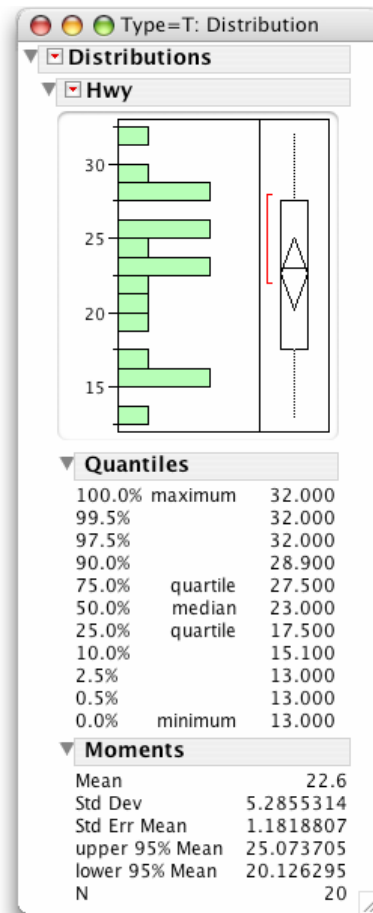 Type=T: Distribution
Distributions
Hwy
30
25
20
15
Quantiles
100.0% maximum 32.000
99.5% 32.000
97.5% 32.000
90.0% 28.900
75.0% quartile 27.500
50.0% median 23.000
25.0% quartile 17.500
10.0% 15.100
2.5% 13.000
0.5% 13.000
0.0% minimum 13.000
Moments
Mean 22.6
Std Dev 5.2855314
Std Err Mean 1.1818807
upper 95% Mean 25.073705
lower 95% Mean 20.126295
N 20